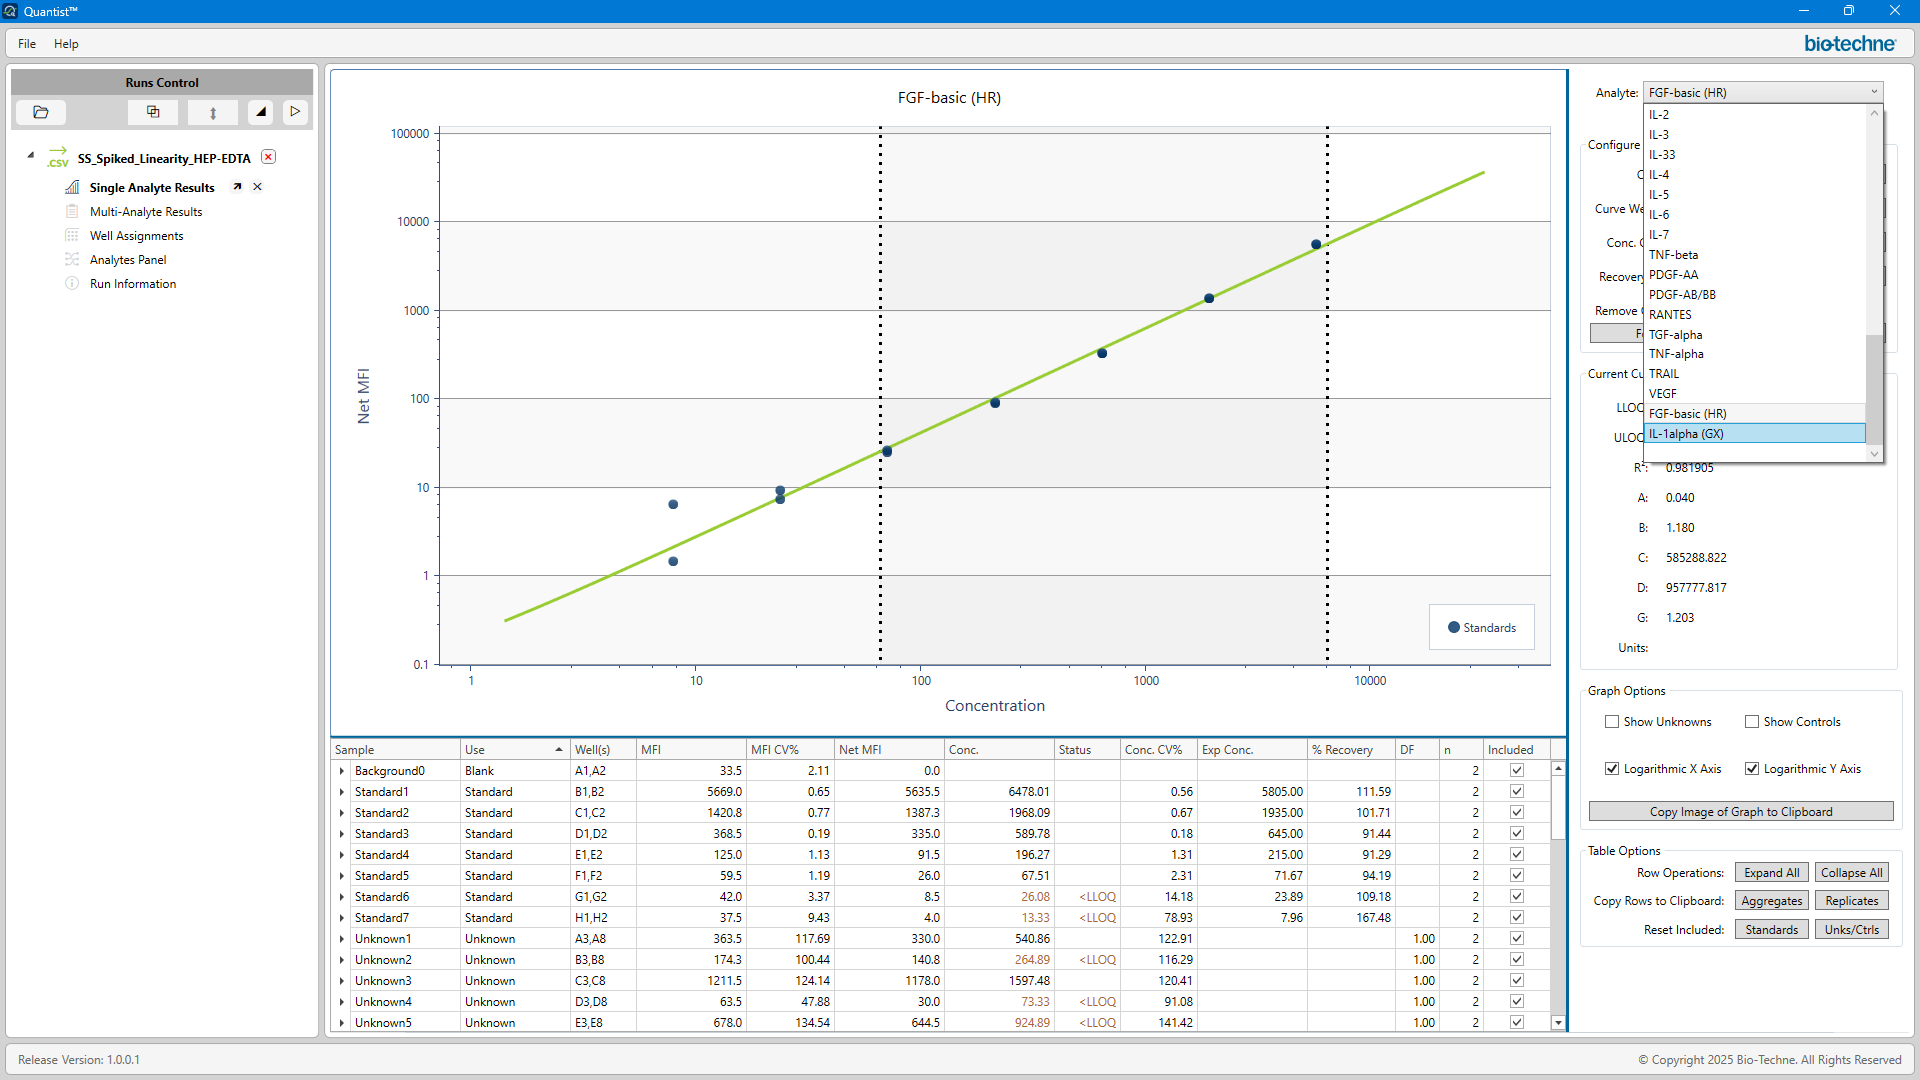 Quantist™
File Help
bio-techne
Runs Control
.csv SS_Spiked_Linearity_HEP-EDTA
Single Analyte Results
Multi-Analyte Results
Well Assignments
Analytes Panel
Run Information
FGF-basic (HR)
100000
10000
1000
100
10
1
0.1
Net MFI
1 10 100 1000 10000
Concentration
Standards
Sample Use Well(s) MFI MFI CV% Net MFI Conc. Status Conc. CV% Exp Conc. % Recovery DF n Included
Background0 Blank A1,A2 33.5 2.11 0.0 2
Standard1 Standard B1,B2 5669.0 0.65 5635.5 6478.01 0.56 5805.00 111.59 2
Standard2 Standard C1,C2 1420.8 0.77 1387.3 1968.09 0.67 1935.00 101.71 2
Standard3 Standard D1,D2 368.5 0.19 335.0 589.78 0.18 645.00 91.44 2
Standard4 Standard E1,E2 125.0 1.13 91.5 196.27 1.31 215.00 91.29 2
Standard5 Standard F1,F2 59.5 1.19 26.0 67.51 2.31 71.67 94.19 2
Standard6 Standard G1,G2 42.0 3.37 8.5 26.08 <LLOQ 14.18 23.89 109.18 2
Standard7 Standard H1,H2 37.5 9.43 4.0 13.33 <LLOQ 78.93 7.96 167.48 2
Unknown1 Unknown A3,A8 363.5 117.69 330.0 540.86 122.91 1.00 2
Unknown2 Unknown B3,B8 174.3 100.44 140.8 264.89 <LLOQ 116.29 1.00 2
Unknown3 Unknown C3,C8 1211.5 124.14 1178.0 1597.48 120.41 1.00 2
Unknown4 Unknown D3,D8 63.5 47.88 30.0 73.33 <LLOQ 91.08 1.00 2
Unknown5 Unknown E3,E8 678.0 134.54 644.5 924.89 <LLOQ 141.42 1.00 2
Analyte: FGF-basic (HR)
IL-2
IL-3
IL-33
IL-4
IL-5
IL-6
IL-7
TNF-beta
PDGF-AA
PDGF-AB/BB
RANTES
TGF-alpha
TNF-alpha
TRAIL
VEGF
FGF-basic (HR)
IL-1alpha (GX)
Configure
C
Curve We
Conc. C
Recovery
Remove
Current Cu
LLOQ
ULOQ
R²: 0.981905
A: 0.040
B: 1.180
C: 585288.822
D: 957777.817
G: 1.203
Units:
Graph Options
Show Unknowns Show Controls
Logarithmic X Axis Logarithmic Y Axis
Copy Image of Graph to Clipboard
Table Options
Row Operations: Expand All Collapse All
Copy Rows to Clipboard: Aggregates Replicates
Reset Included: Standards Unks/Ctrls
Release Version: 1.0.0.1
© Copyright 2025 Bio-Techne. All Rights Reserved